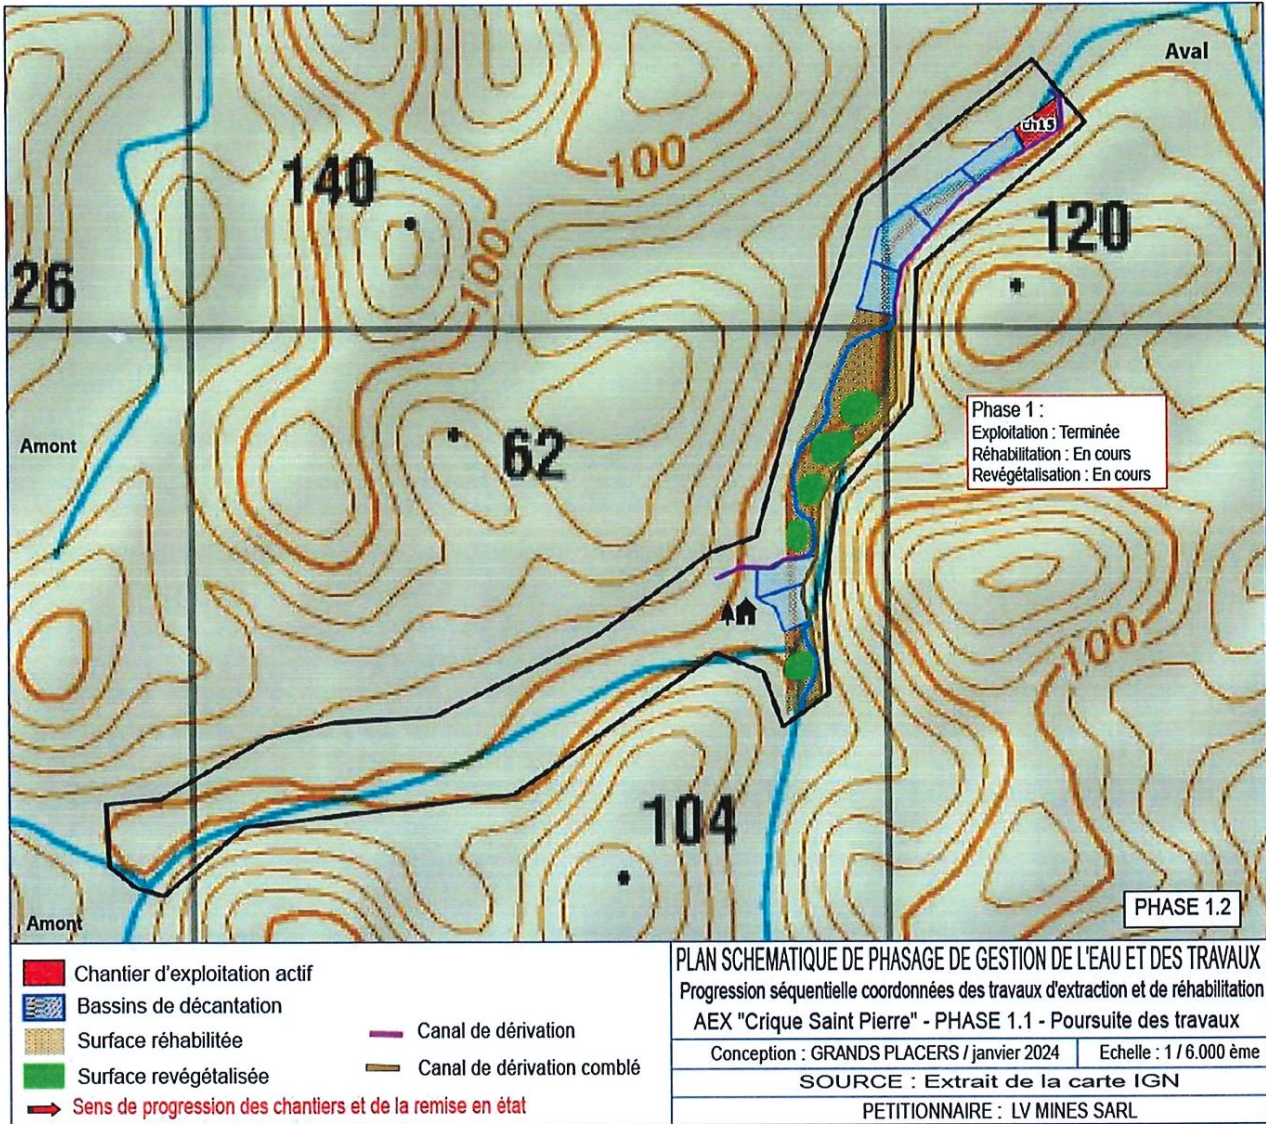 Aval
ch15
100
140
120
100
26
Amont
62
Phase 1 :
Exploitation : Terminée
Réhabilitation : En cours
Revégétalisation : En cours
100
104
Amont
PHASE 1.2
Chantier d'exploitation actif
Bassins de décantation
Surface réhabilitée
Surface revégétalisée
Sens de progression des chantiers et de la remise en état
Canal de dérivation
Canal de dérivation comblé
PLAN SCHEMATIQUE DE PHASAGE DE GESTION DE L'EAU ET DES TRAVAUX
Progression séquentielle coordonnées des travaux d'extraction et de réhabilitation
AEX "Crique Saint Pierre" - PHASE 1.1 - Poursuite des travaux
Conception : GRANDS PLACERS / janvier 2024
Echelle : 1 / 6.000 ème
SOURCE : Extrait de la carte IGN
PETITIONNAIRE : LV MINES SARL